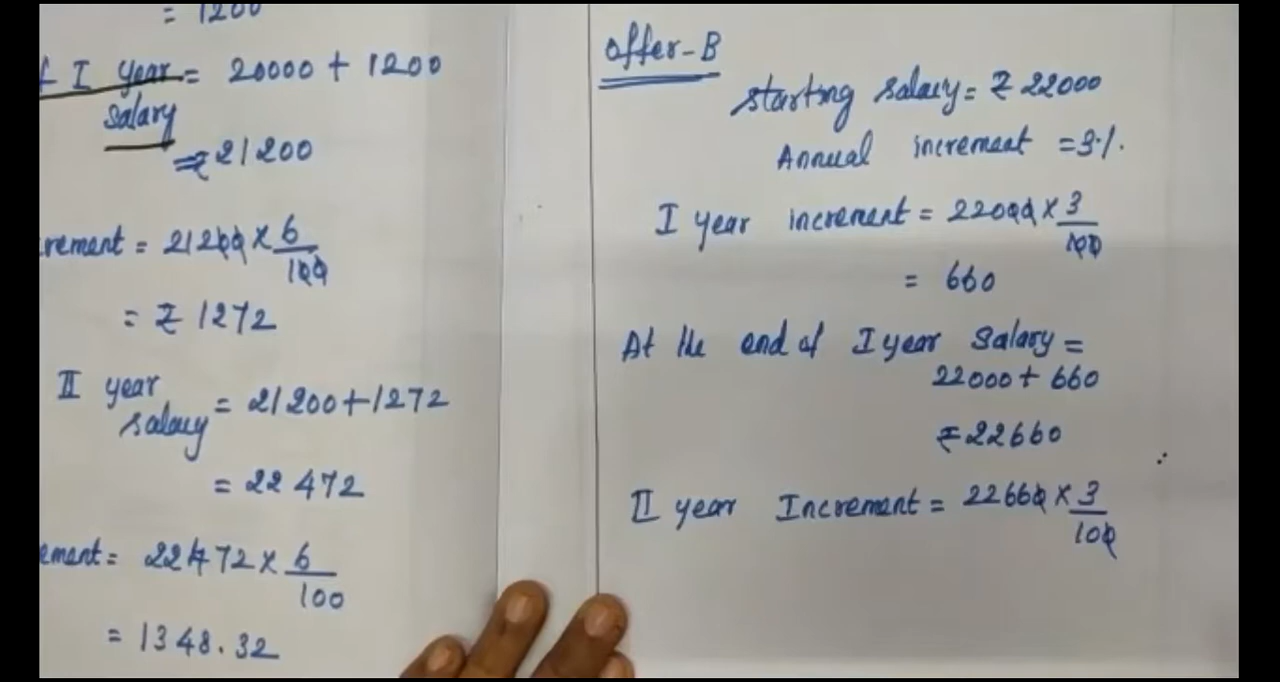 = 1200
f I year = 20000 + 1200
salary
= ₹ 21200
rement = 21200 × 6
100
= ₹ 1272
II year
salary = 21200 + 1272
= 22472
ement = 22472 × 6
100
= 1348.32
Offer-B
Starting salary = ₹ 22000
Annual increment = 3%.
I year increment = 22000 × 3
100
= 660
At the end of I year Salary =
22000 + 660
₹ 22660
II year Increment = 22660 × 3
100